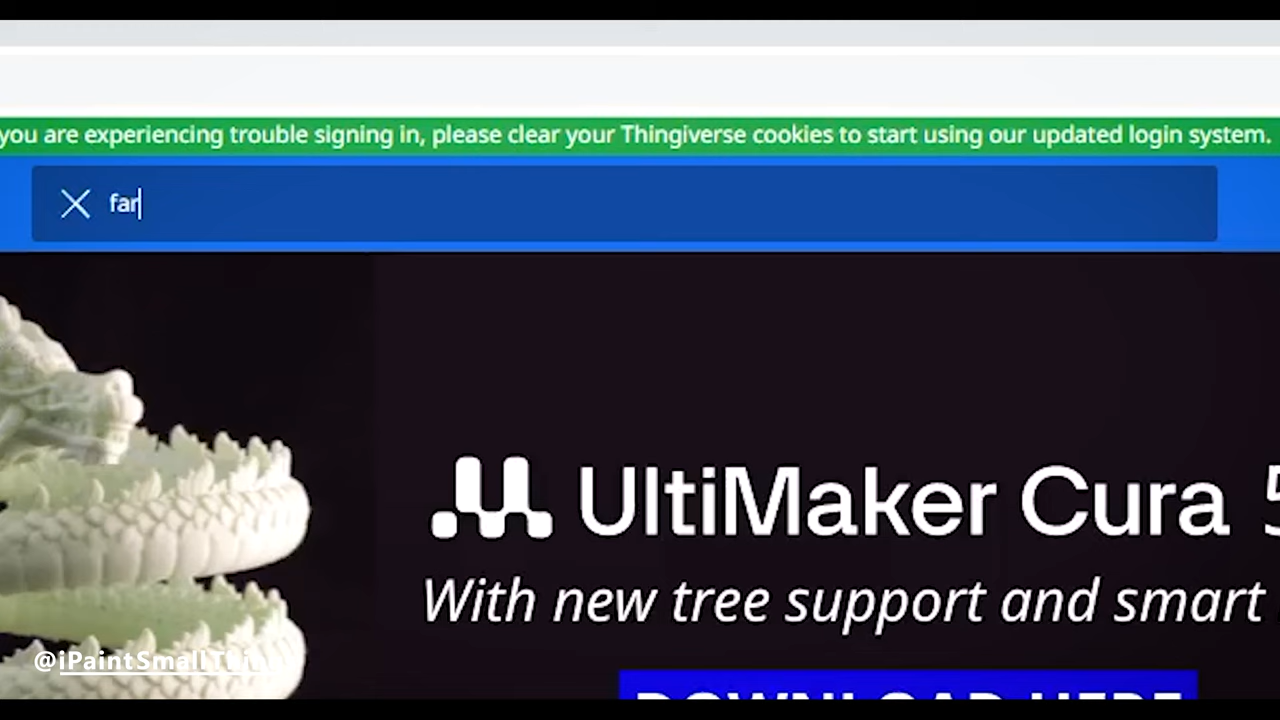 you are experiencing trouble signing in, please clear your Thingiverse cookies to start using our updated login system.
far
UltiMaker Cura
With new tree support and smart
@iPaintSmallThings
DOWNLOAD HERE